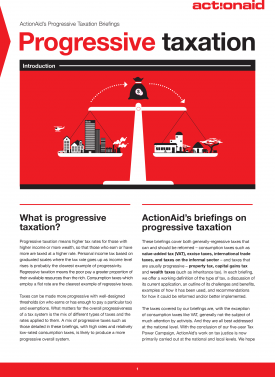 act!onaid
ActionAid's Progressive Taxation Briefings
Progressive taxation
Introduction
What is progressive
taxation?
Progressive taxation means higher tax rates for those with
higher income or more wealth, so that those who earn or have
more are taxed at a higher rate. Personal income tax based on
graduated scales, where the tax rate goes up as income level
rises is probably the clearest example of progressivity.
Regressive taxation means the poor pay a greater proportion of
their available resources than the rich. Consumption taxes which
employ a flat rate are the clearest example of regressive taxes.
Taxes can be made more progressive with well-designed
thresholds (on who earns or has enough to pay a particular tax)
and exemptions. What matters for the overall progressiveness
of a tax system is the mix of different types of taxes and the
rates applied to them. A mix of progressive taxes such as
those detailed in these briefings, with high rates and relatively
low rated consumption taxes, is likely to produce a more
progressive overall system.
ActionAid's briefings on
progressive taxation
These briefings cover both generally regressive taxes that
can and should be reformed – consumption taxes such as
value-added tax (VAT), excise taxes, international trade
taxes, and taxes on the informal sector – and taxes that
are usually progressive – property tax, capital gains tax
and wealth taxes (such as inheritance tax). In each briefing,
we offer a working definition of the type of tax, a discussion of
its current application, an outline of its challenges and benefits,
examples of how it has been used, and recommendations
for how it could be reformed and/or better implemented.
The taxes covered by our briefings are, with the exception
of consumption taxes like VAT, generally not the subject of
much attention by activists. And they are all best addressed
at the national level. With the conclusion of our five-year Tax
Power Campaign, ActionAid's work on tax justice is now
primarily carried out at the national and local levels. We hope
1